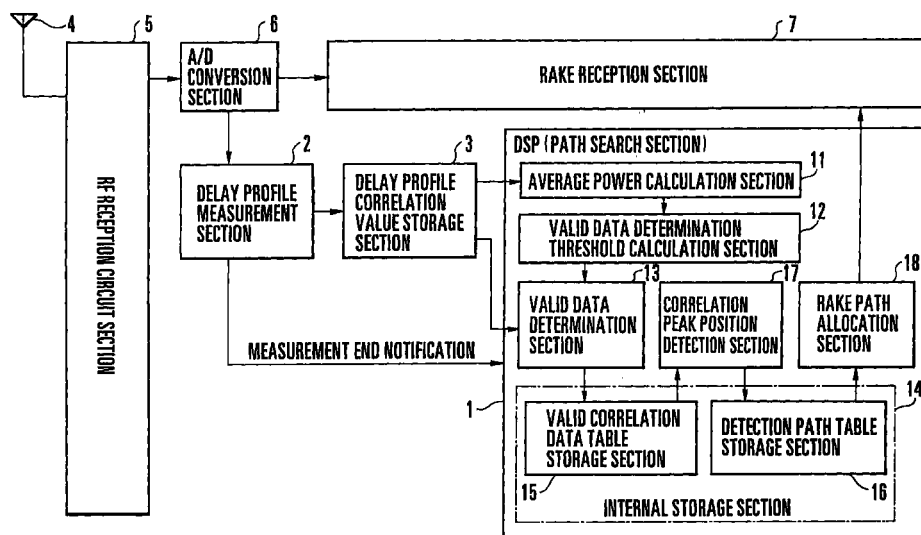 4
5
6
7
A/D
CONVERSION
SECTION
RAKE RECEPTION SECTION
RF RECEPTION CIRCUIT SECTION
2
3
DELAY PROFILE
MEASUREMENT
SECTION
DELAY PROFILE
CORRELATION
VALUE STORAGE
SECTION
DSP (PATH SEARCH SECTION)
11
AVERAGE POWER CALCULATION SECTION
12
VALID DATA DETERMINATION
THRESHOLD CALCULATION SECTION
13
17
18
VALID DATA
DETERMINATION
SECTION
CORRELATION
PEAK POSITION
DETECTION SECTION
RAKE PATH
ALLOCATION
SECTION
MEASUREMENT END NOTIFICATION
1
14
VALID CORRELATION
DATA TABLE
STORAGE SECTION
DETECTION PATH TABLE
STORAGE SECTION
15
16
INTERNAL STORAGE SECTION